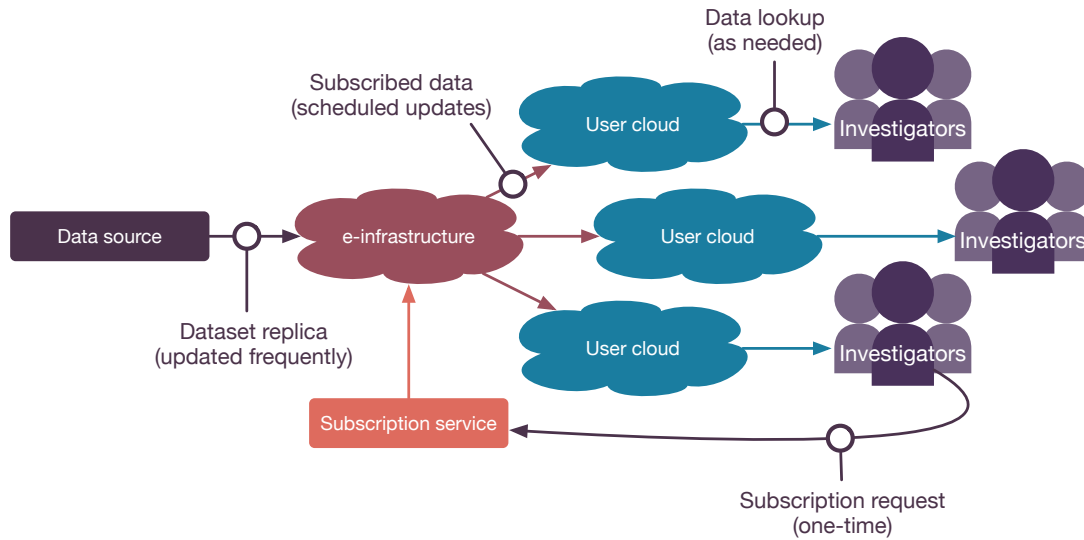 Data lookup
(as needed)
Subscribed data
(scheduled updates)
User cloud
Investigators
Data source
e-infrastructure
User cloud
Investigators
Dataset replica
(updated frequently)
User cloud
Investigators
Subscription service
Subscription request
(one-time)